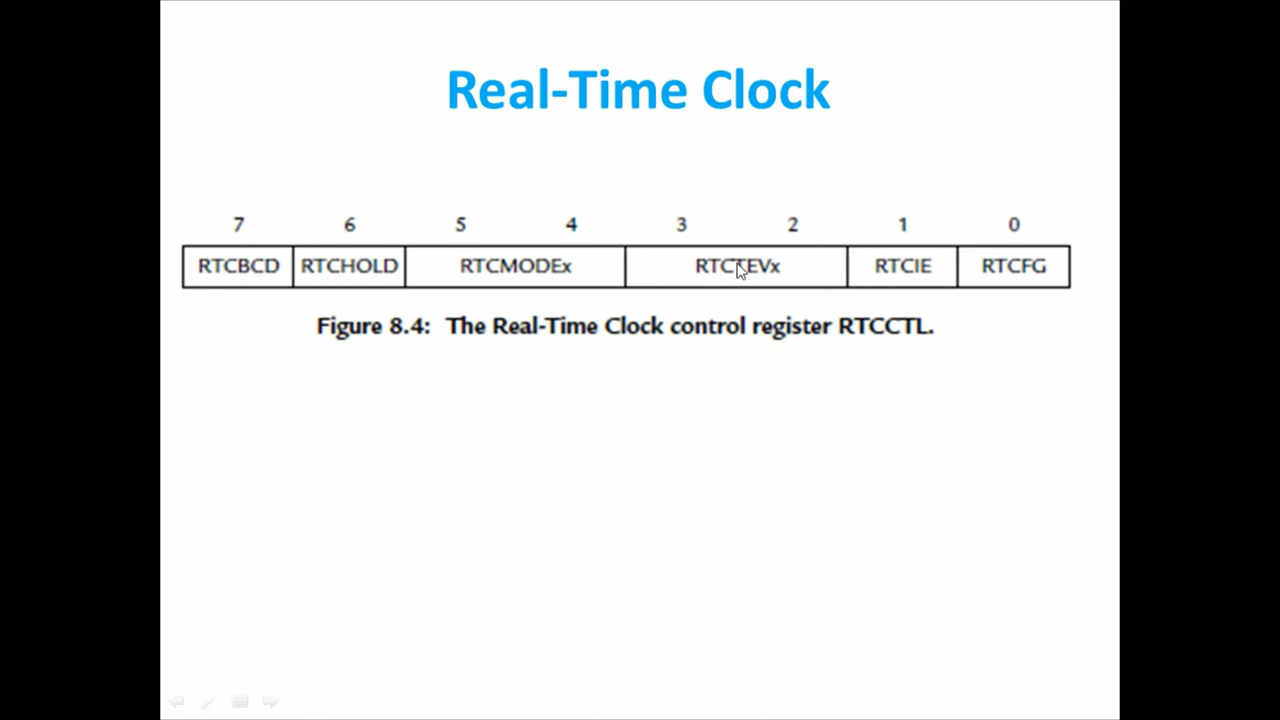 Real-Time Clock
7 6 5 4 3 2 1 0
RTCBCD RTCHOLD RTCMODEx RTCTEVx RTCIE RTCFG
Figure 8.4: The Real-Time Clock control register RTCCTL.